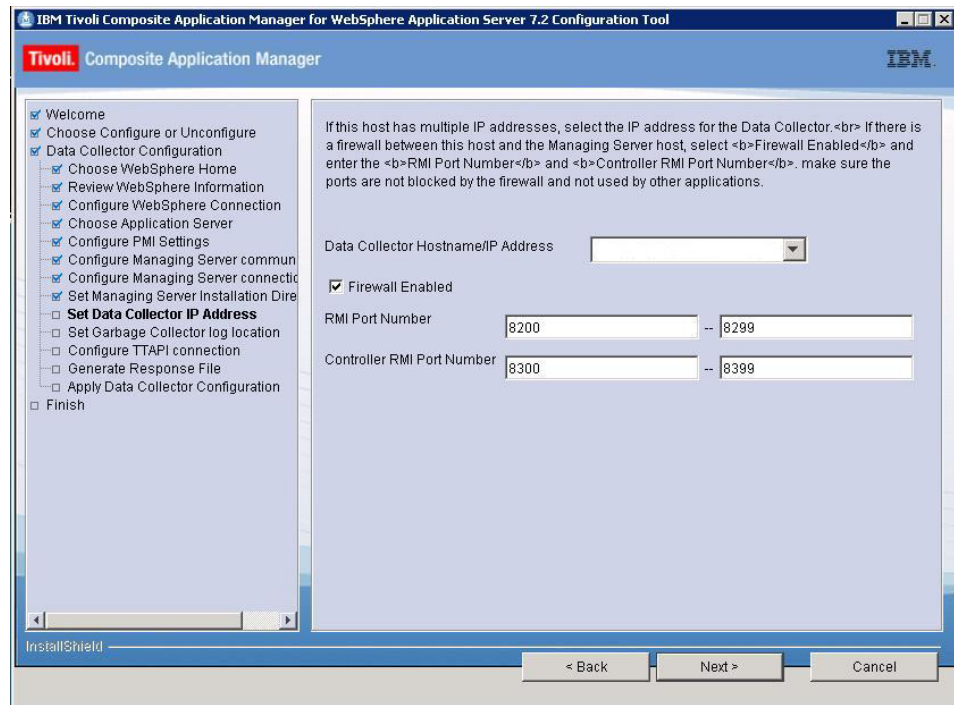 IBM Tivoli Composite Application Manager for WebSphere Application Server 7.2 Configuration Tool
Tivoli. Composite Application Manager
IBM.
Welcome
Choose Configure or Unconfigure
Data Collector Configuration
Choose WebSphere Home
Review WebSphere Information
Configure WebSphere Connection
Choose Application Server
Configure PMI Settings
Configure Managing Server commun
Configure Managing Server connectic
Set Managing Server Installation Dire
Set Data Collector IP Address
Set Garbage Collector log location
Configure TTAPI connection
Generate Response File
Apply Data Collector Configuration
Finish
If this host has multiple IP addresses, select the IP address for the Data Collector.<br> If there is
a firewall between this host and the Managing Server host, select <b>Firewall Enabled</b> and
enter the <b>RMI Port Number</b> and <b>Controller RMI Port Number</b>. make sure the
ports are not blocked by the firewall and not used by other applications.
Data Collector Hostname/IP Address
Firewall Enabled
RMI Port Number 8200 -- 8299
Controller RMI Port Number 8300 -- 8399
InstallShield
< Back Next > Cancel